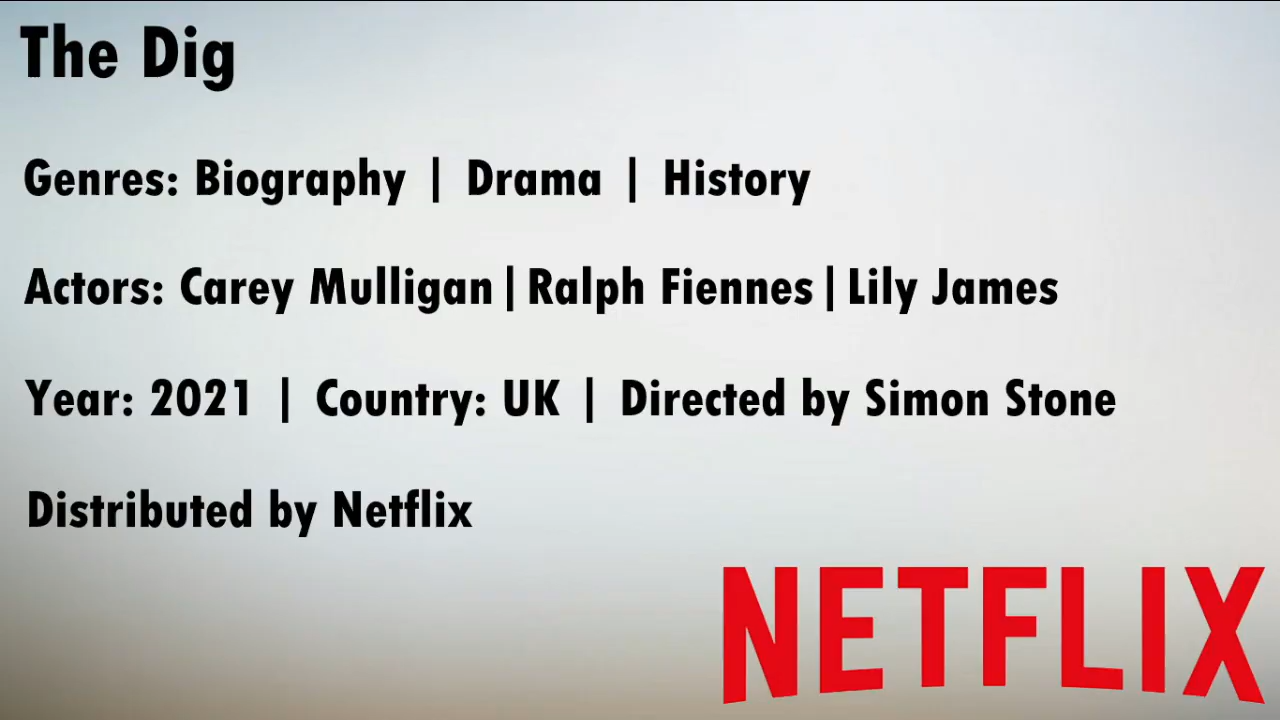 The Dig
Genres: Biography | Drama | History
Actors: Carey Mulligan|Ralph Fiennes|Lily James
Year: 2021 | Country: UK | Directed by Simon Stone
Distributed by Netflix
NETFLIX